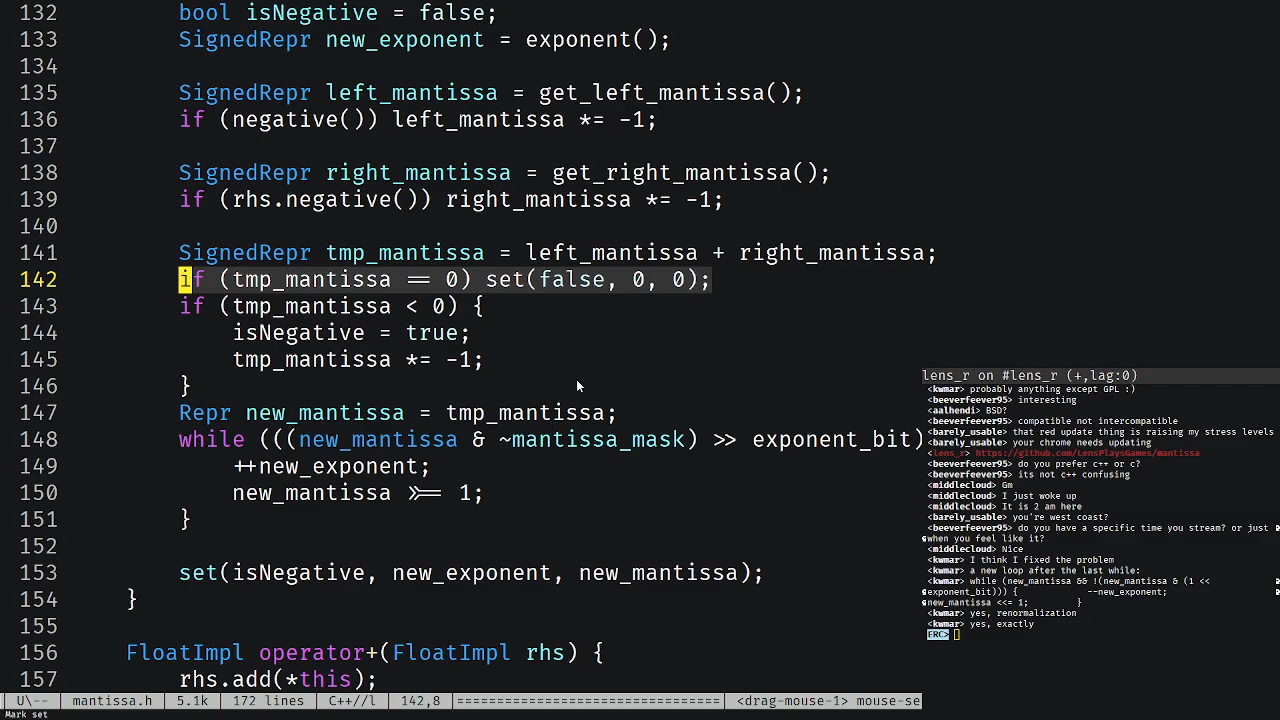 132 bool isNegative = false;
133 SignedRepr new_exponent = exponent();
134
135 SignedRepr left_mantissa = get_left_mantissa();
136 if (negative()) left_mantissa *= -1;
137
138 SignedRepr right_mantissa = get_right_mantissa();
139 if (rhs.negative()) right_mantissa *= -1;
140
141 SignedRepr tmp_mantissa = left_mantissa + right_mantissa;
142 if (tmp_mantissa == 0) set(false, 0, 0);
143 if (tmp_mantissa < 0) {
144 isNegative = true;
145 tmp_mantissa *= -1;
146 }
147 Repr new_mantissa = tmp_mantissa;
148 while (((new_mantissa & ~mantissa_mask) >> exponent_bit)
149 ++new_exponent;
150 new_mantissa >>= 1;
151 }
152
153 set(isNegative, new_exponent, new_mantissa);
154 }
155
156 FloatImpl operator+(FloatImpl rhs) {
157 rhs.add(*this);
U\-- mantissa.h 5.1k 172 lines C++//l 142,8 ==================== <drag-mouse-1> mouse-se
Mark set
lens_r on #lens_r (+,lag:0)
<kwmar> probably anything except GPL :)
<beeverfeever95> interesting
<aalhendi> BSD?
<beeverfeever95> compatible not intercompatible
<barely_usable> that red update thing is raising my stress levels
<barely_usable> your chrome needs updating
<lens_r> https://github.com/LensPlaysGames/mantissa
<beeverfeever95> do you prefer c++ or c?
<beeverfeever95> its not c++ confusing
<middlecloud> Gm
<middlecloud> I just woke up
<middlecloud> It is 2 am here
<barely_usable> you're west coast?
<beeverfeever95> do you have a specific time you stream? or just
when you feel like it?
<middlecloud> Nice
<kwmar> I think I fixed the problem
<kwmar> a new loop after the last while:
<kwmar> while (new_mantissa && !(new_mantissa & (1 <<
exponent_bit))) { --new_exponent;
new_mantissa <<= 1; }
<kwmar> yes, renormalization
<kwmar> yes, exactly
ERC>